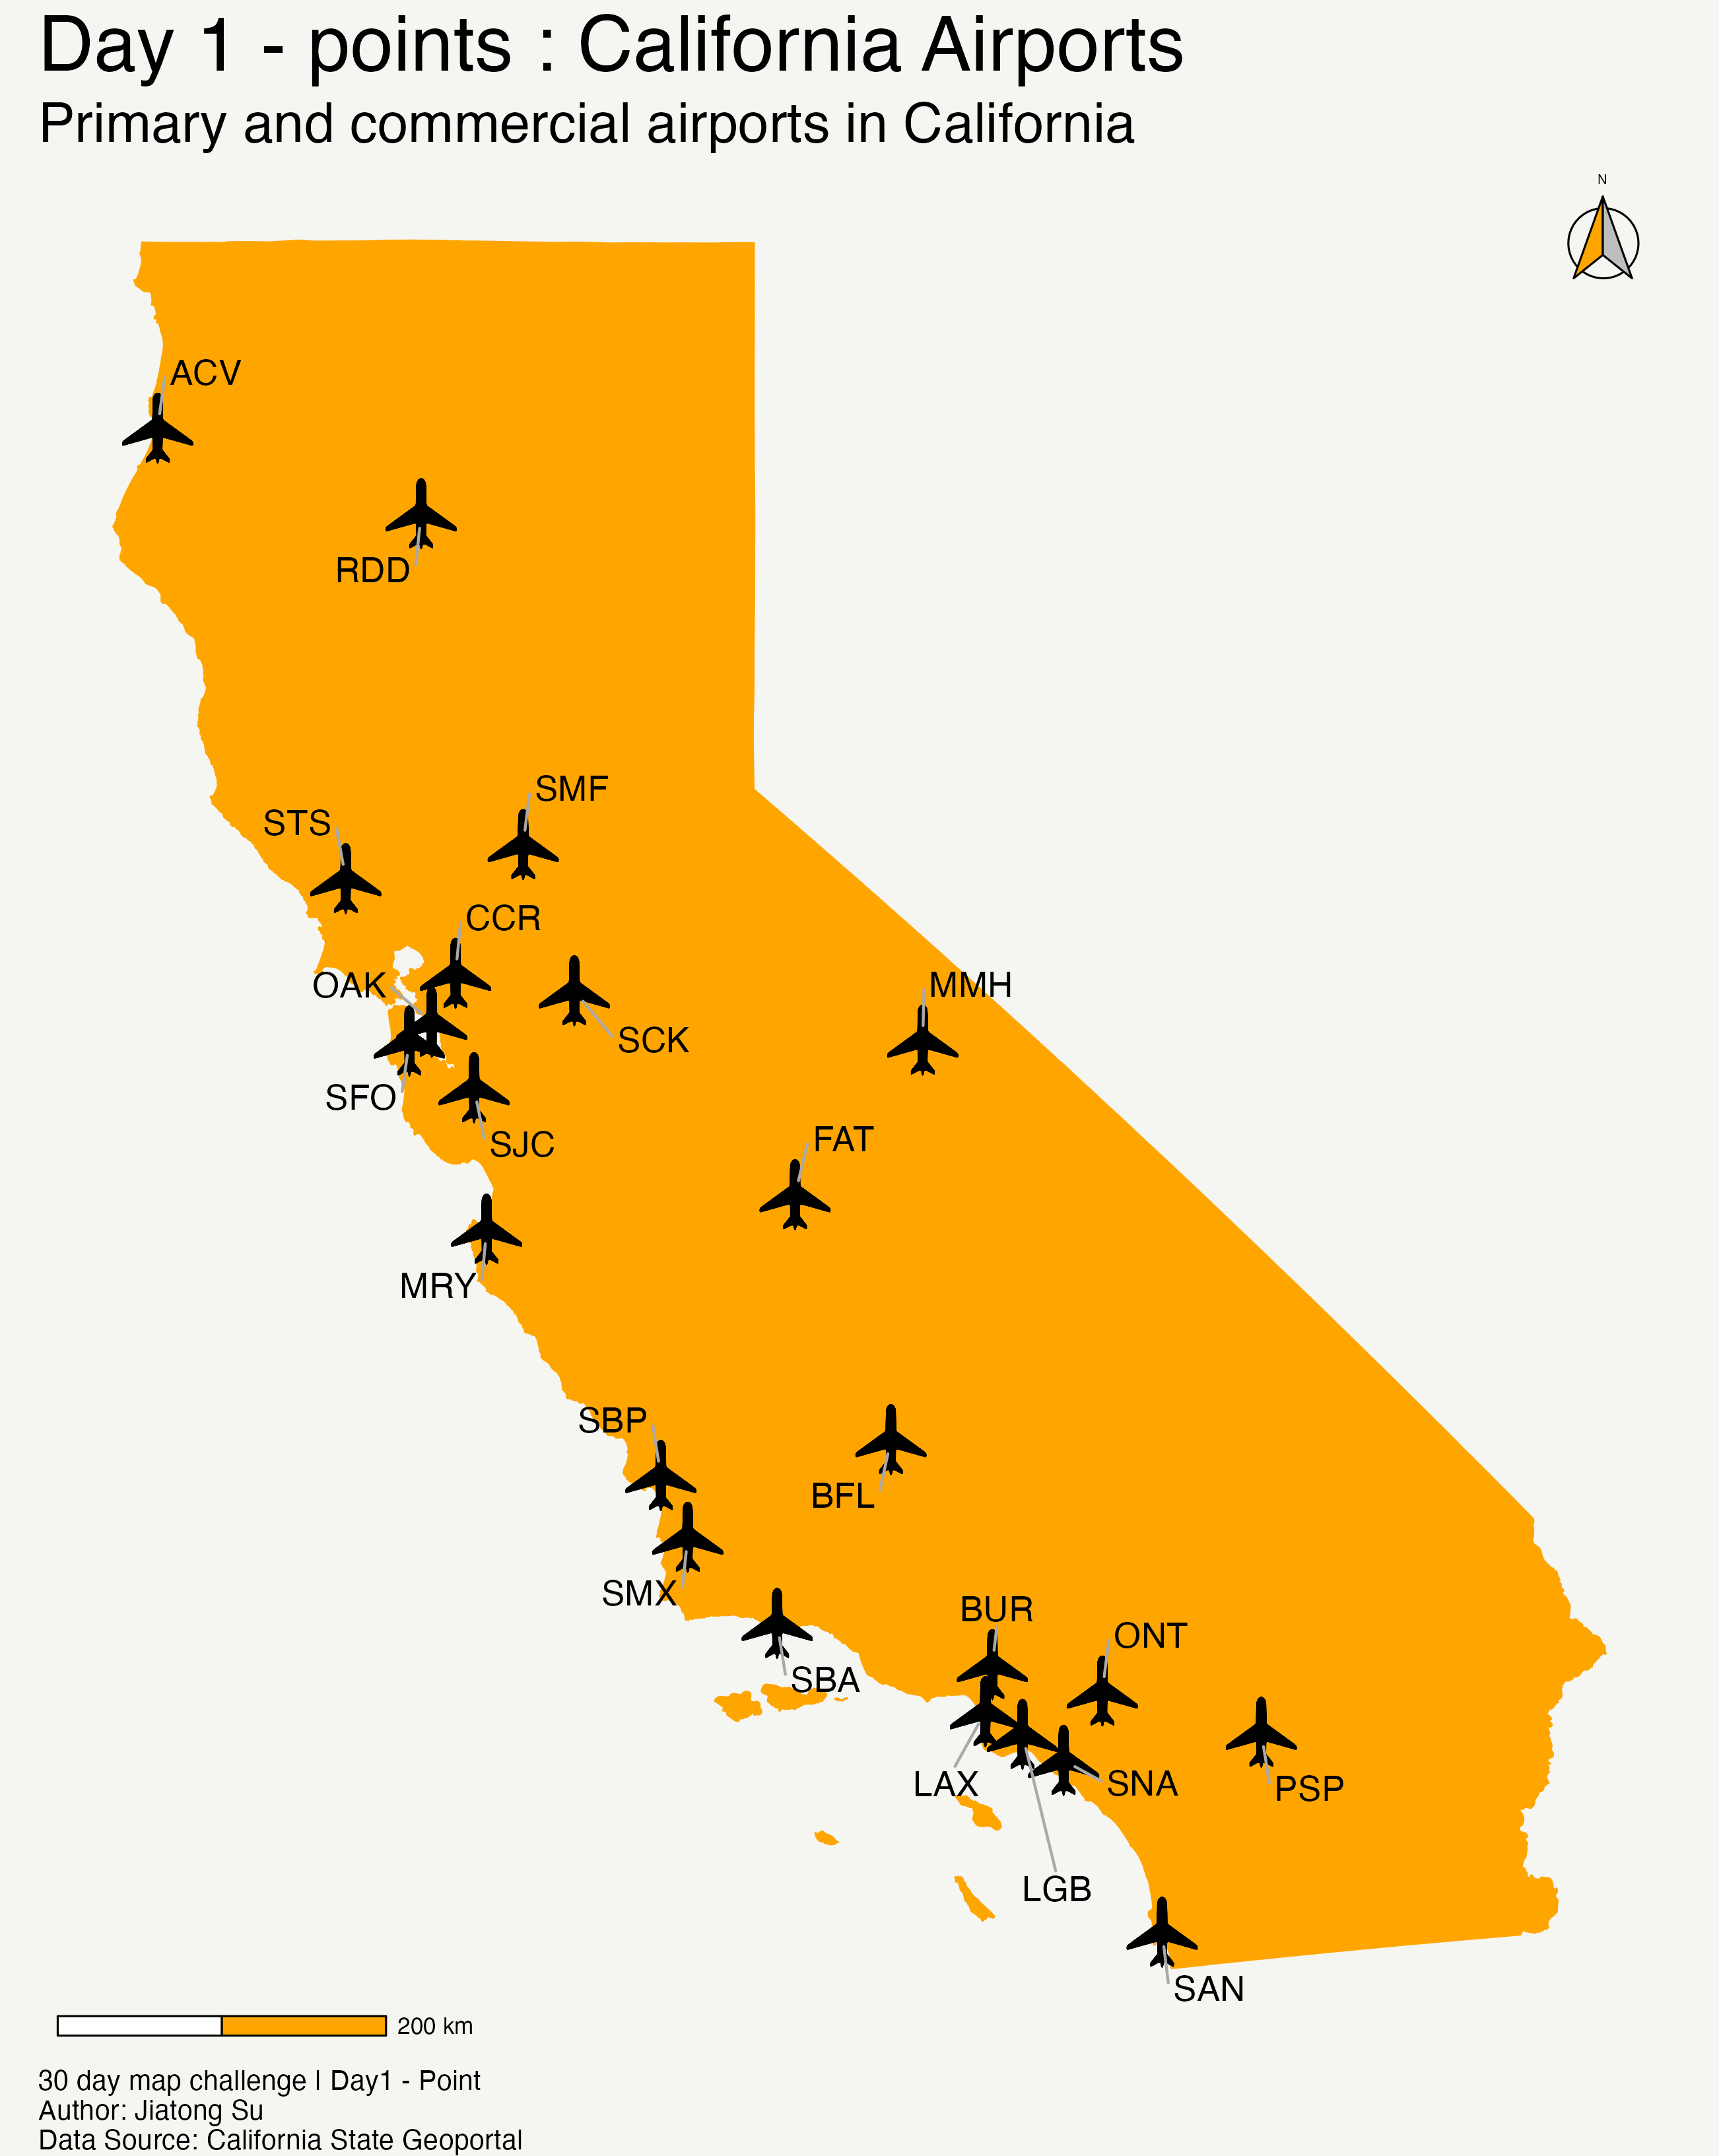 Day 1 - points : California Airports
Primary and commercial airports in California
N
ACV
RDD
SMF
STS
CCR
OAK
MMH
SCK
SFO
FAT
SJC
MRY
SBP
BFL
SMX
BUR
ONT
SBA
LAX
SNA
PSP
LGB
SAN
200 km
30 day map challenge | Day1 - Point
Author: Jiatong Su
Data Source: California State Geoportal